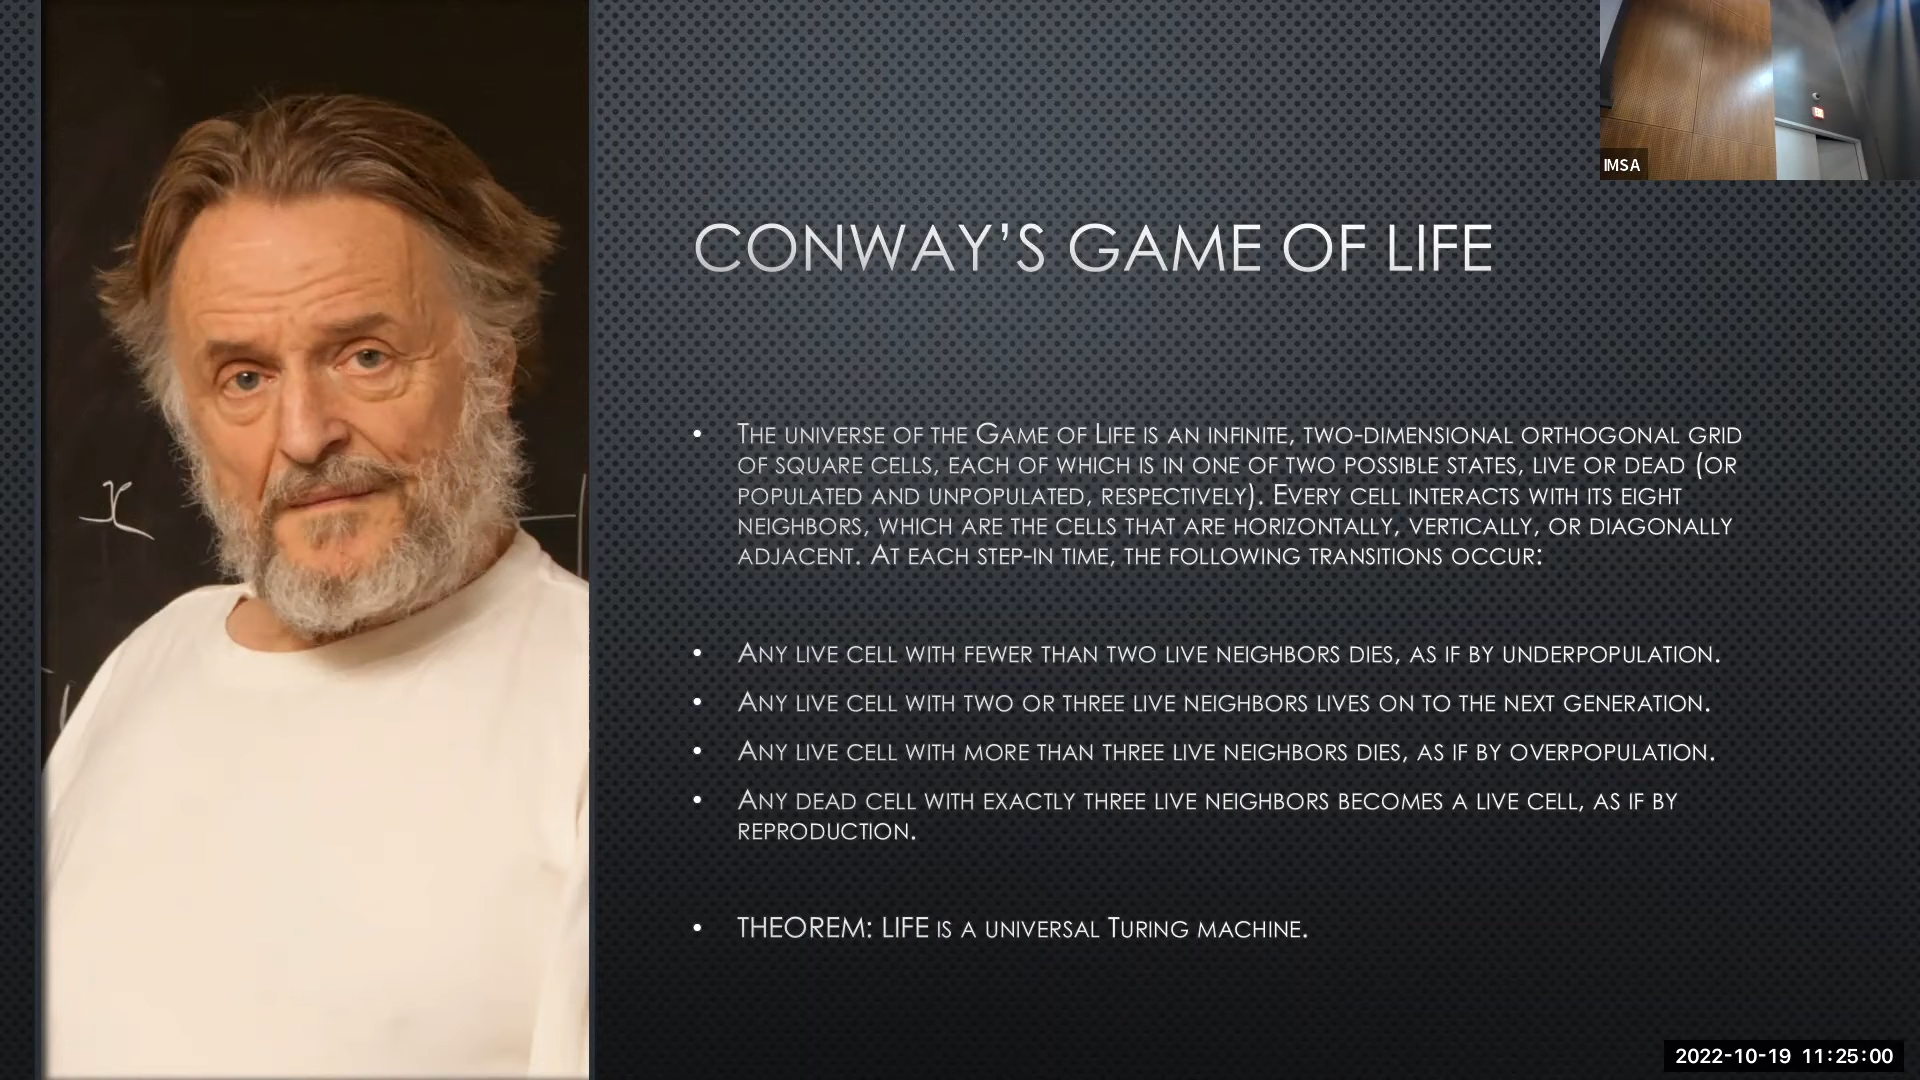 IMSA
CONWAY'S GAME OF LIFE
x
• THE UNIVERSE OF THE GAME OF LIFE IS AN INFINITE, TWO-DIMENSIONAL ORTHOGONAL GRID
OF SQUARE CELLS, EACH OF WHICH IS IN ONE OF TWO POSSIBLE STATES, LIVE OR DEAD (OR
POPULATED AND UNPOPULATED, RESPECTIVELY). EVERY CELL INTERACTS WITH ITS EIGHT
NEIGHBORS, WHICH ARE THE CELLS THAT ARE HORIZONTALLY, VERTICALLY, OR DIAGONALLY
ADJACENT. AT EACH STEP-IN TIME, THE FOLLOWING TRANSITIONS OCCUR:
• ANY LIVE CELL WITH FEWER THAN TWO LIVE NEIGHBORS DIES, AS IF BY UNDERPOPULATION.
• ANY LIVE CELL WITH TWO OR THREE LIVE NEIGHBORS LIVES ON TO THE NEXT GENERATION.
• ANY LIVE CELL WITH MORE THAN THREE LIVE NEIGHBORS DIES, AS IF BY OVERPOPULATION.
• ANY DEAD CELL WITH EXACTLY THREE LIVE NEIGHBORS BECOMES A LIVE CELL, AS IF BY
REPRODUCTION.
• THEOREM: LIFE IS A UNIVERSAL TURING MACHINE.
2022-10-19 11:25:00